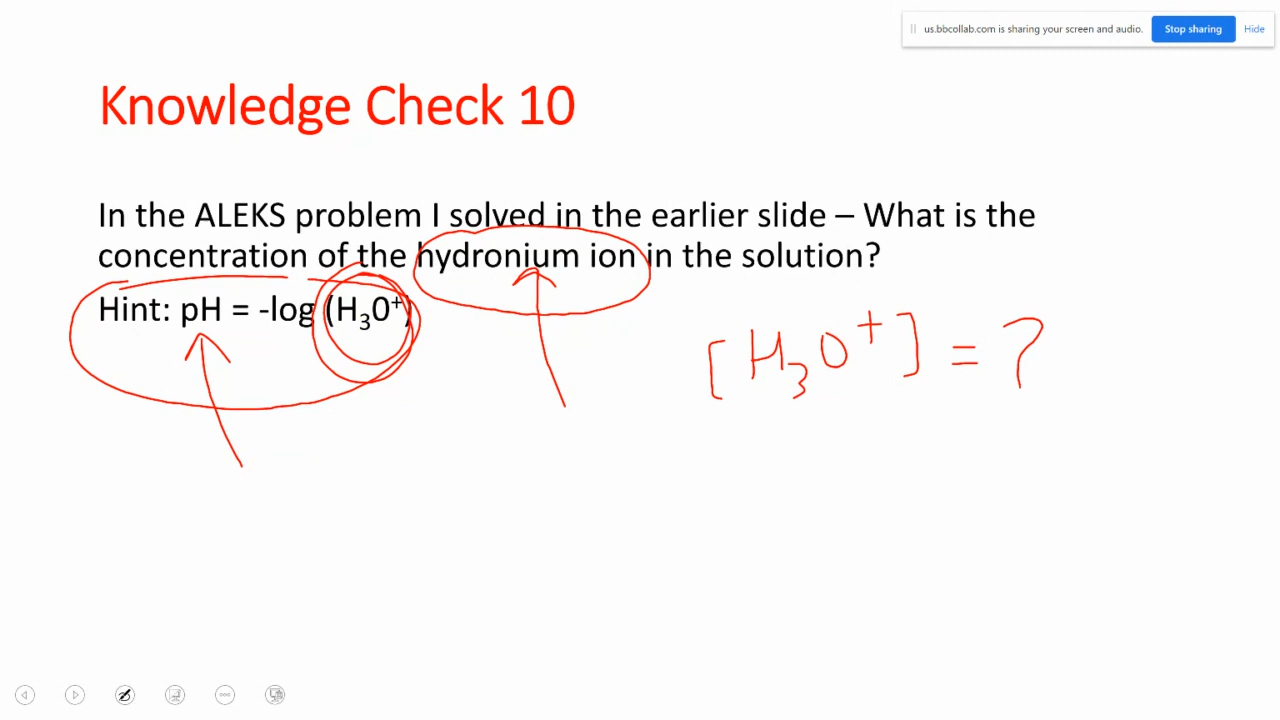 us.bbcollab.com is sharing your screen and audio. Stop sharing Hide
Knowledge Check 10
In the ALEKS problem I solved in the earlier slide – What is the
concentration of the hydronium ion in the solution?
Hint: pH = -log (H₃0⁺)
[H₃O⁺] = ?